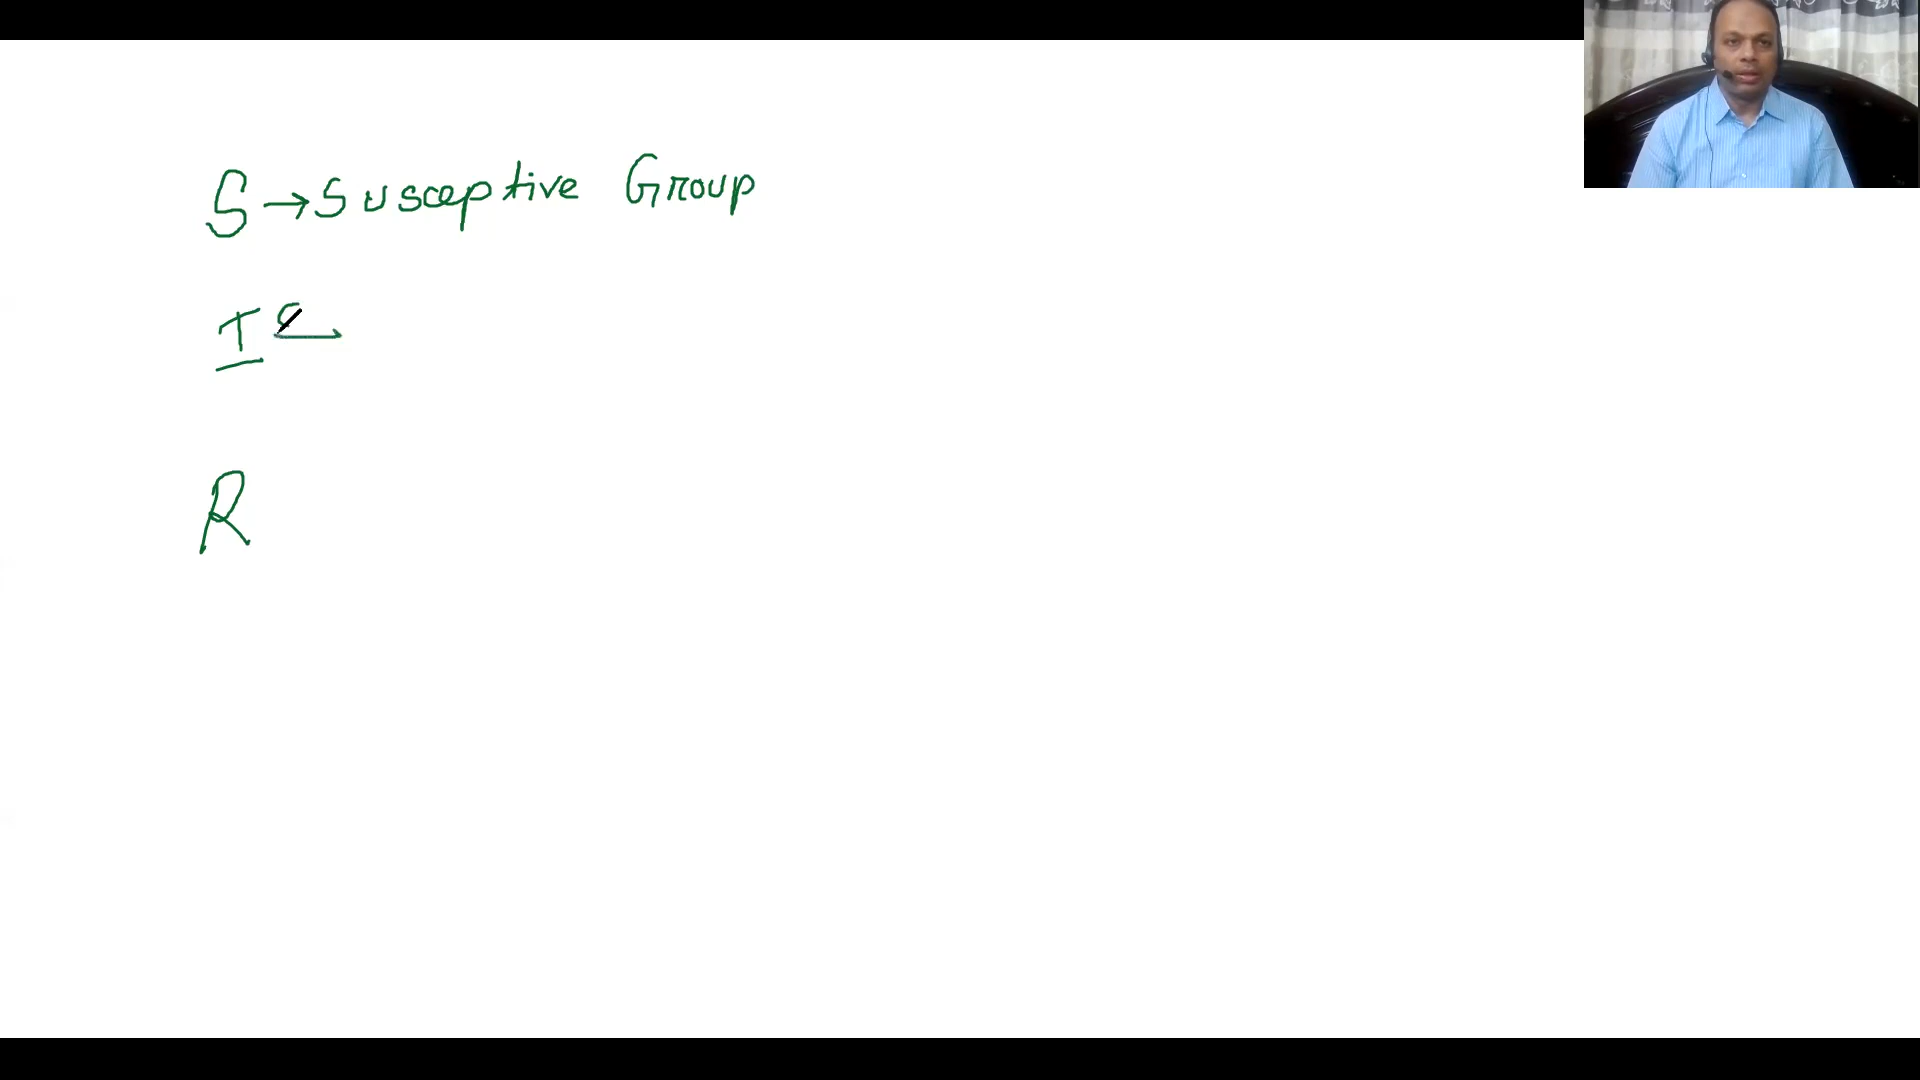 S → Susceptive Group
I →
R